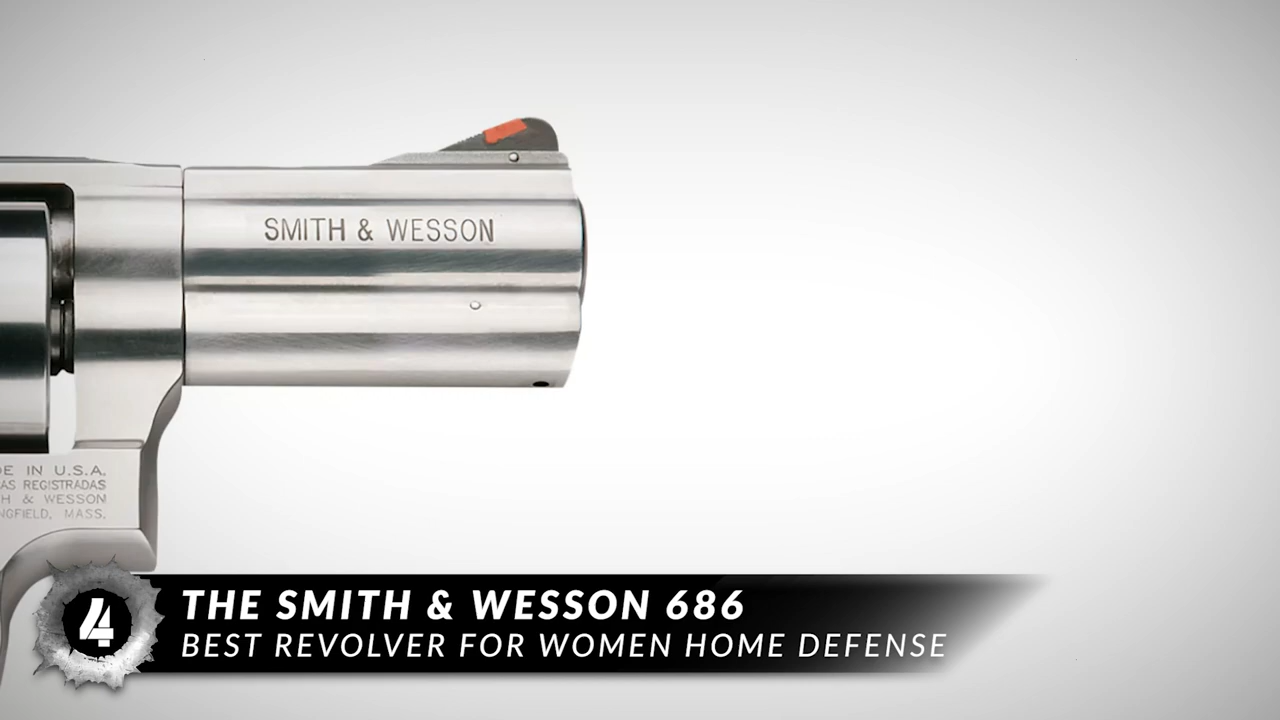 SMITH & WESSON
DE IN U.S.A.
AS REGISTRADAS
H & WESSON
NGFIELD, MASS.
4
THE SMITH & WESSON 686
BEST REVOLVER FOR WOMEN HOME DEFENSE